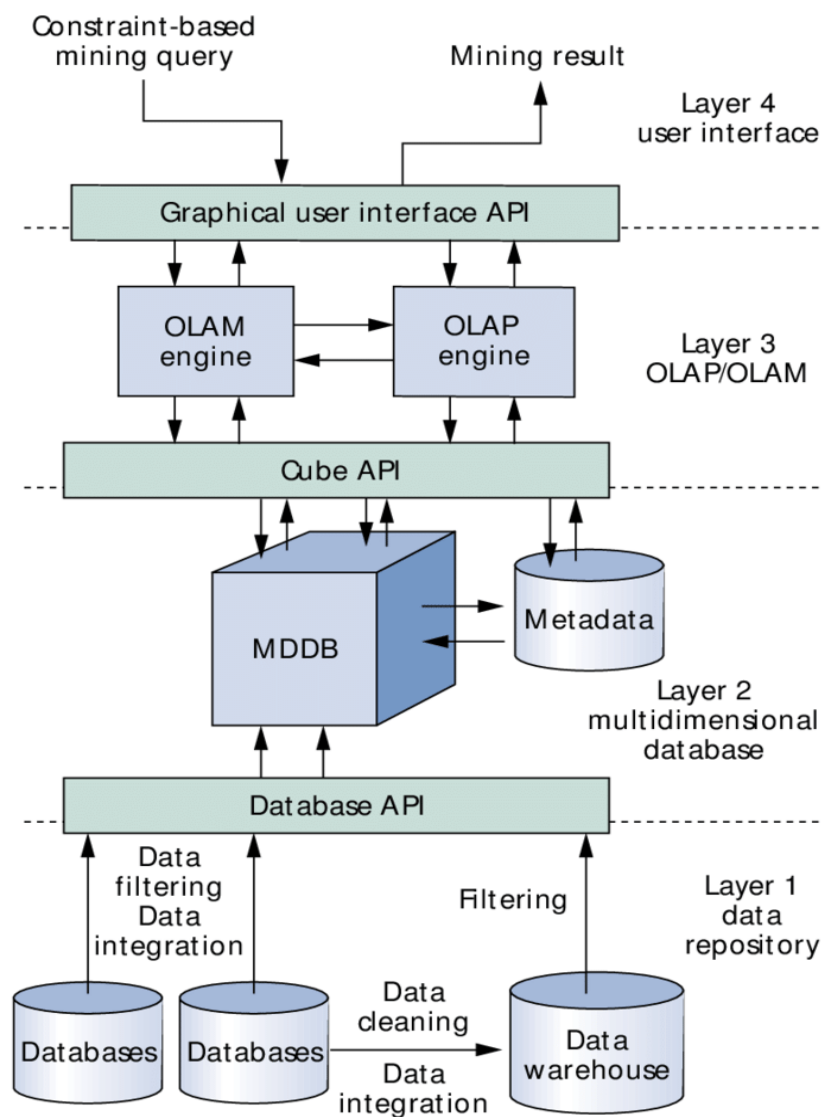 Constraint-based
mining query
Mining result
Layer 4
user interface
Graphical user interface API
OLAM
engine
OLAP
engine
Layer 3
OLAP/OLAM
Cube API
MDDB
Metadata
Layer 2
multidimensional
database
Database API
Data
filtering
Data
integration
Filtering
Layer 1
data
repository
Databases
Databases
Data
cleaning
Data
integration
Data
warehouse